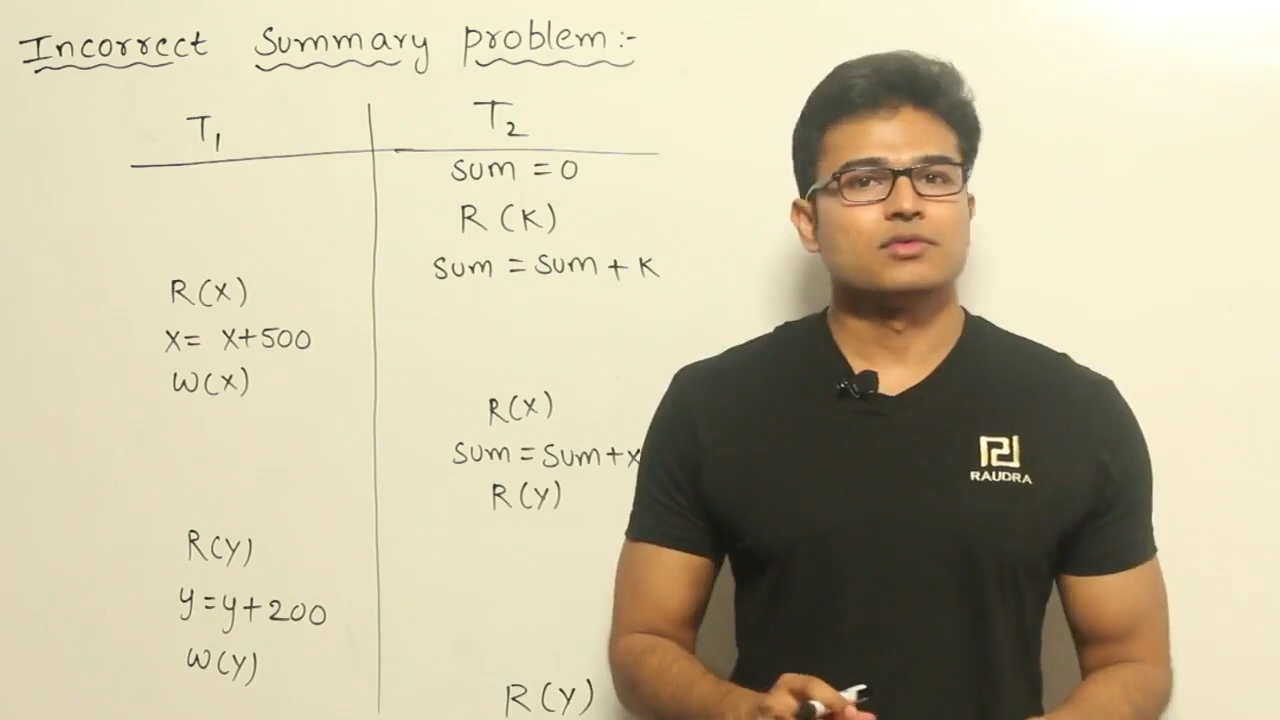 Incorrect Summary problem:-
T1
T2
sum = 0
R(K)
sum = sum + K
R(X)
X = X+500
W(X)
R(X)
sum = sum + x
R(Y)
R(Y)
y = y+200
W(Y)
R(Y)
RAUDRA